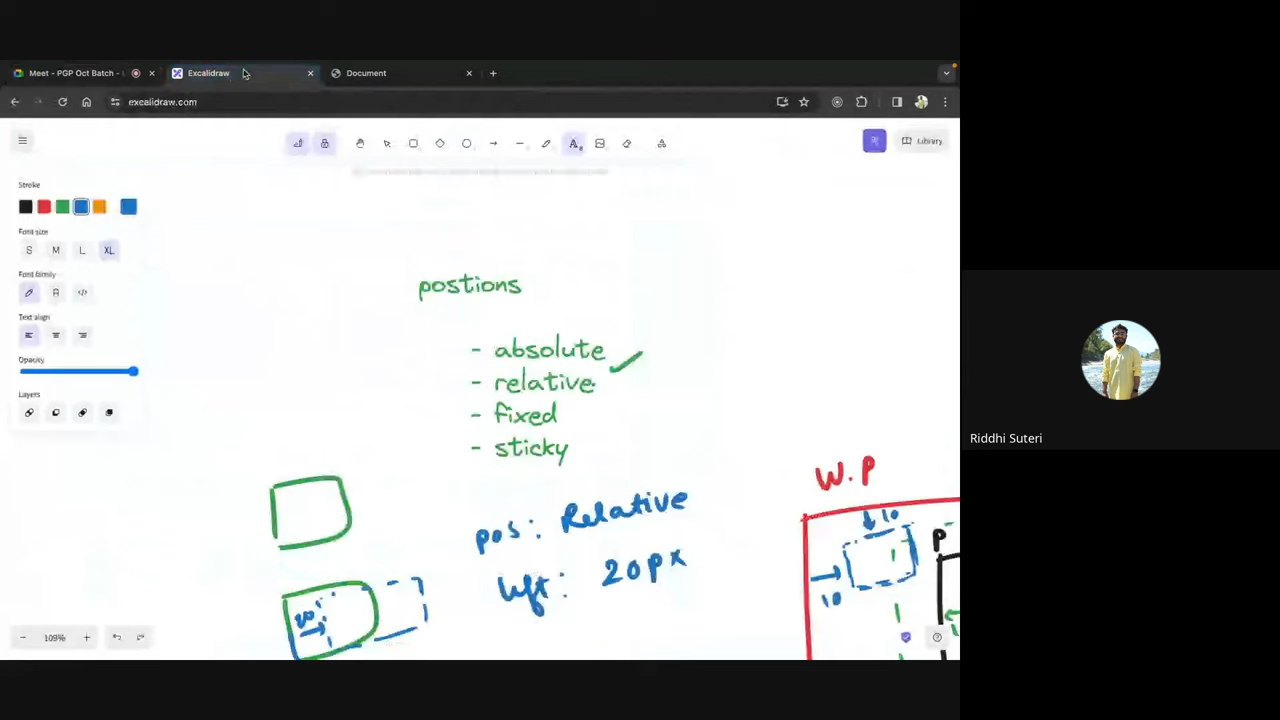 Meet - PGP Oct Batch -
Excalidraw
Document
excalidraw.com
Library
Stroke
Font size
S M L XL
Font family
Text align
Opacity
Layers
postions
- absolute
- relative
- fixed
- sticky
W.P
pos: Relative
left: 20px
10
P
10
20
109%
Riddhi Suteri